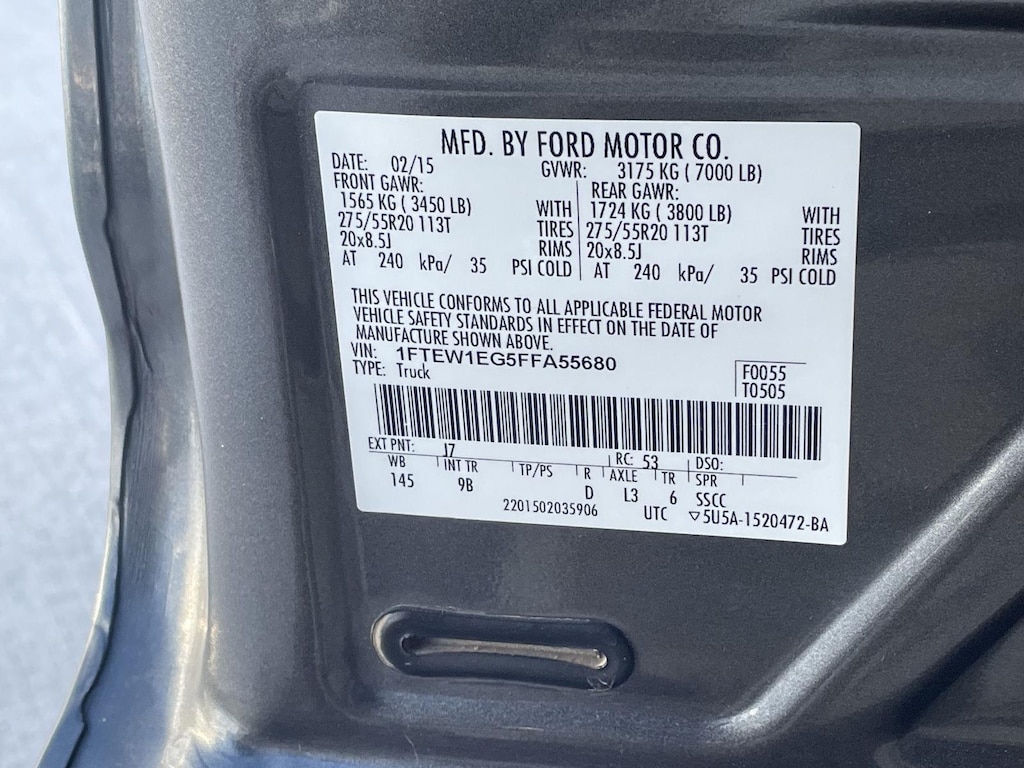 MFD. BY FORD MOTOR CO.
DATE: 02/15 GVWR: 3175 KG ( 7000 LB)
FRONT GAWR: REAR GAWR:
1565 KG ( 3450 LB) WITH 1724 KG ( 3800 LB) WITH
275/55R20 113T TIRES 275/55R20 113T TIRES
20x8.5J RIMS 20x8.5J RIMS
AT 240 kPa/ 35 PSI COLD AT 240 kPa/ 35 PSI COLD
THIS VEHICLE CONFORMS TO ALL APPLICABLE FEDERAL MOTOR
VEHICLE SAFETY STANDARDS IN EFFECT ON THE DATE OF
MANUFACTURE SHOWN ABOVE.
VIN: 1FTEW1EG5FFA55680 F0055
TYPE: Truck T0505
EXT PNT: J7 RC: 53 DSO:
WB INT TR TP/PS R AXLE TR SPR
145 9B D L3 6 SSCC
2201502035906 UTC ▽5U5A-1520472-BA